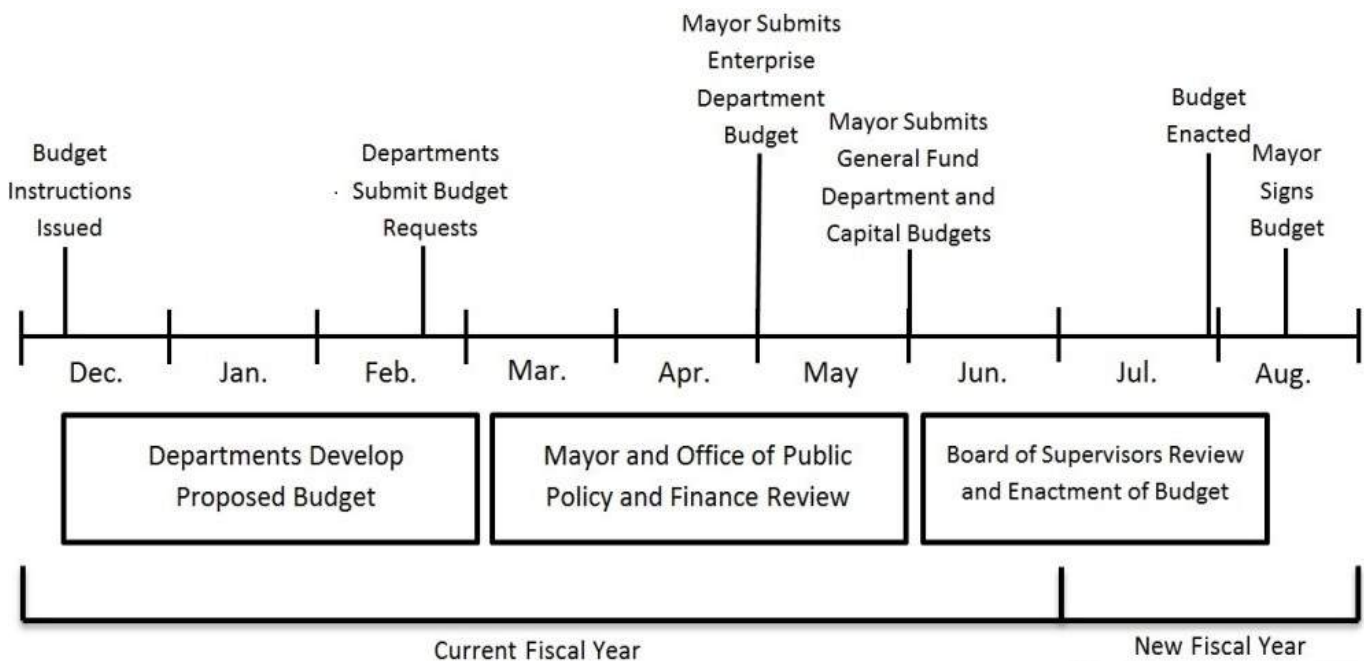 Mayor Submits
Enterprise
Department
Budget
Budget
Enacted
Mayor Submits
General Fund
Department and
Capital Budgets
Budget
Instructions
Issued
Departments
Submit Budget
Requests
Mayor
Signs
Budget
Dec.
Jan.
Feb.
Mar.
Apr.
May
Jun.
Jul.
Aug.
Departments Develop
Proposed Budget
Mayor and Office of Public
Policy and Finance Review
Board of Supervisors Review
and Enactment of Budget
Current Fiscal Year
New Fiscal Year